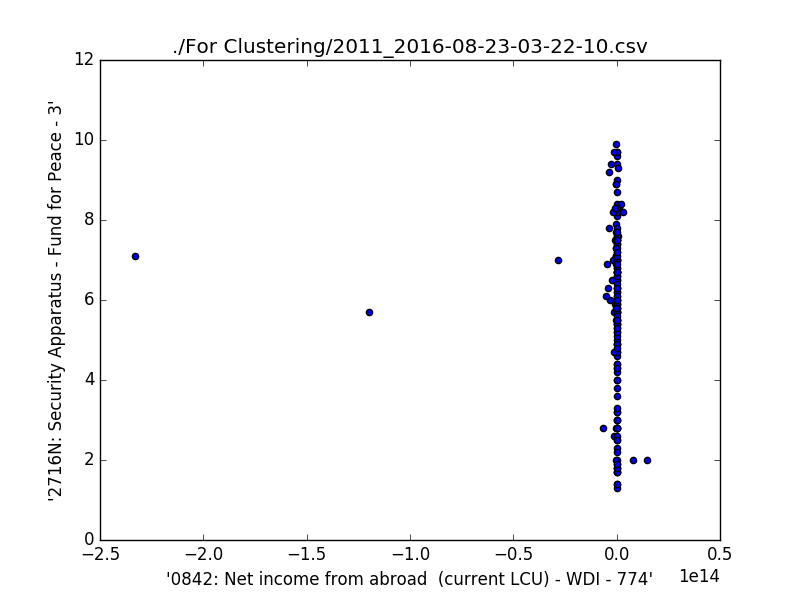 ./For Clustering/2011_2016-08-23-03-22-10.csv
'2716N: Security Apparatus - Fund for Peace - 3'
12
10
8
6
4
2
0
−2.5 −2.0 −1.5 −1.0 −0.5 0.0 0.5
1e14
'0842: Net income from abroad  (current LCU) - WDI - 774'